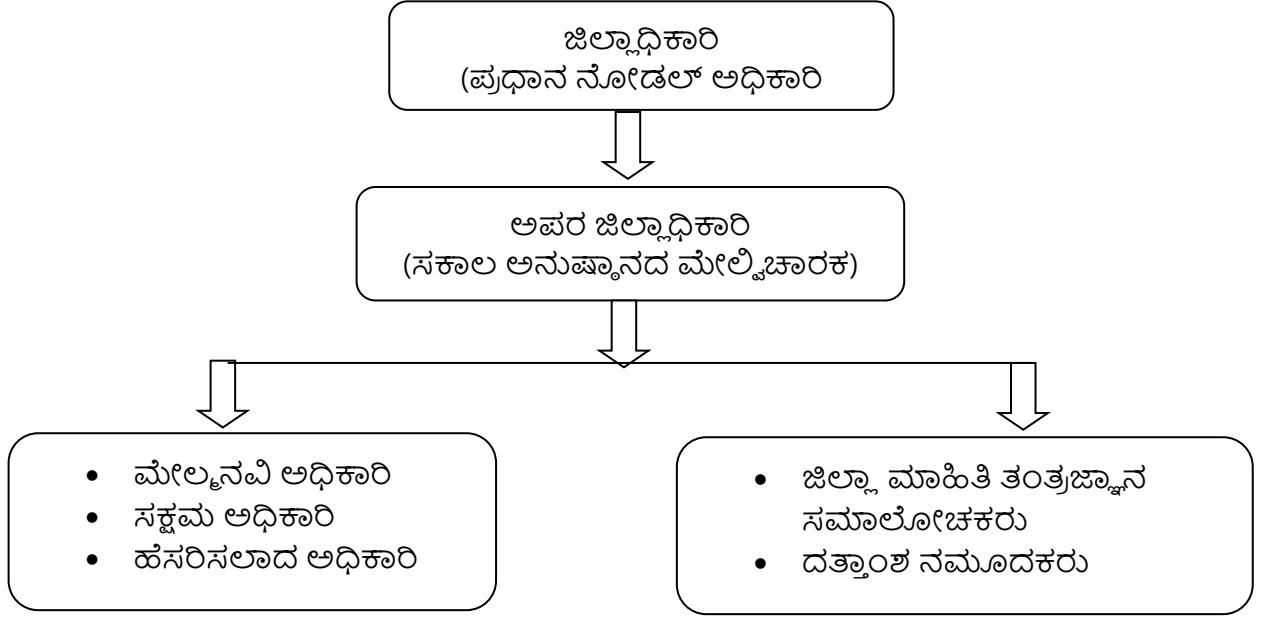 ಜಿಲ್ಲಾಧಿಕಾರಿ
(ಪ್ರಧಾನ ನೋಡಲ್ ಅಧಿಕಾರಿ
ಅಪರ ಜಿಲ್ಲಾಧಿಕಾರಿ
(ಸಕಾಲ ಅನುಷ್ಠಾನದ ಮೇಲ್ವಿಚಾರಕ)
• ಮೇಲ್ಮನವಿ ಅಧಿಕಾರಿ
• ಸಕ್ಷಮ ಅಧಿಕಾರಿ
• ಹೆಸರಿಸಲಾದ ಅಧಿಕಾರಿ
• ಜಿಲ್ಲಾ ಮಾಹಿತಿ ತಂತ್ರಜ್ಞಾನ
ಸಮಾಲೋಚಕರು
• ದತ್ತಾಂಶ ನಮೂದಕರು